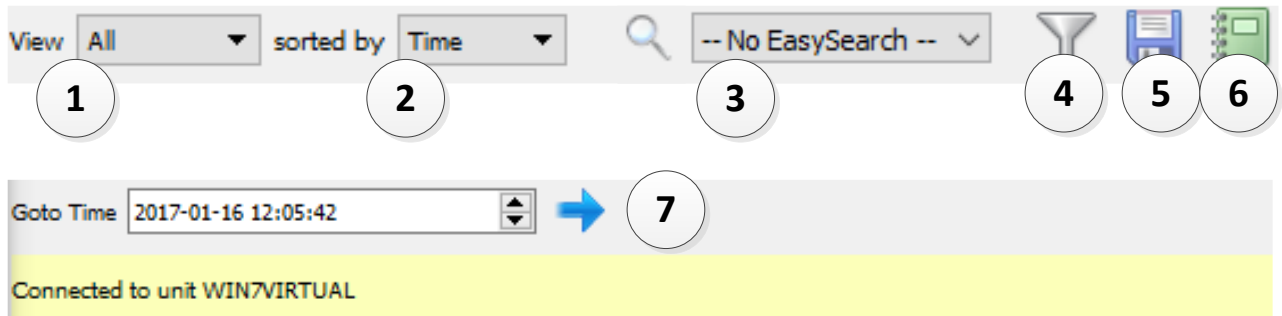 View All sorted by Time -- No EasySearch --
1 2 3 4 5 6
Goto Time 2017-01-16 12:05:42 7
Connected to unit WIN7VIRTUAL